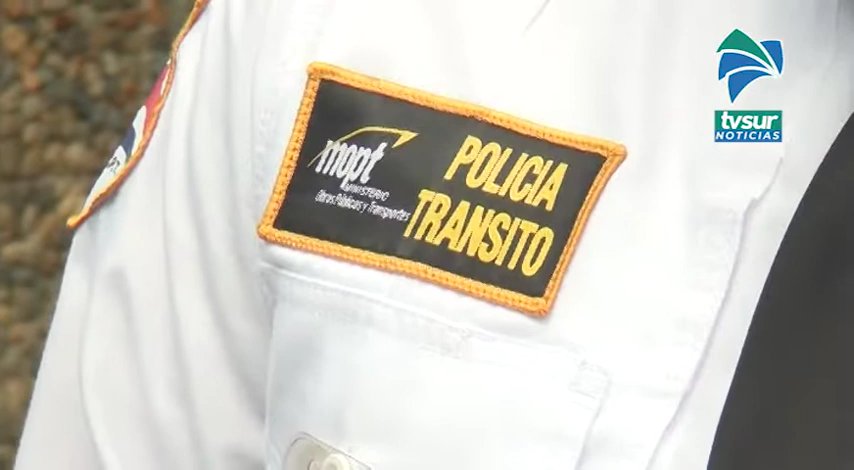 tvsur
NOTICIAS
mopt
MINISTERIO
Obras Públicas y Transportes
POLICIA
TRANSITO